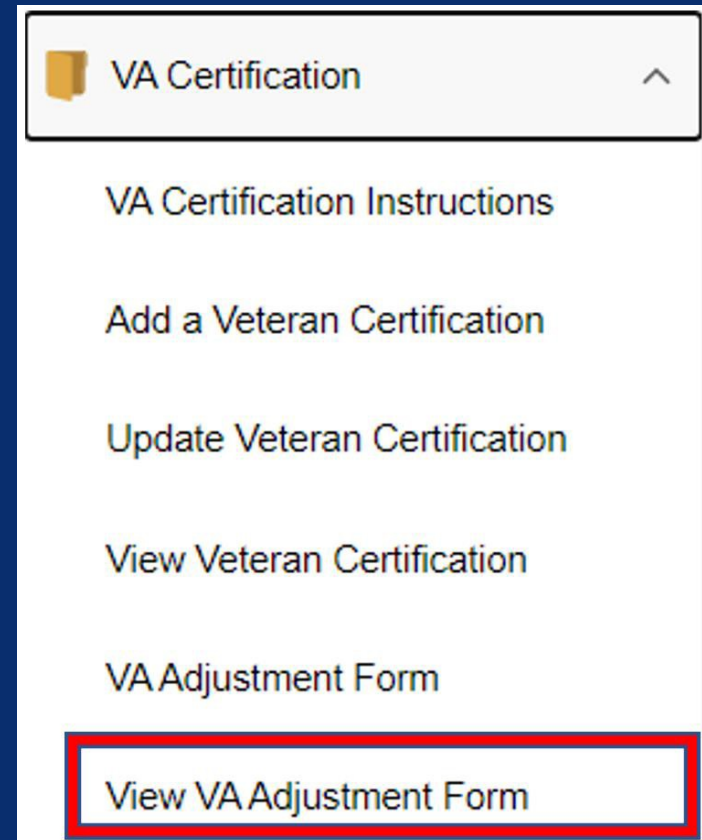 VA Certification
VA Certification Instructions
Add a Veteran Certification
Update Veteran Certification
View Veteran Certification
VA Adjustment Form
View VA Adjustment Form